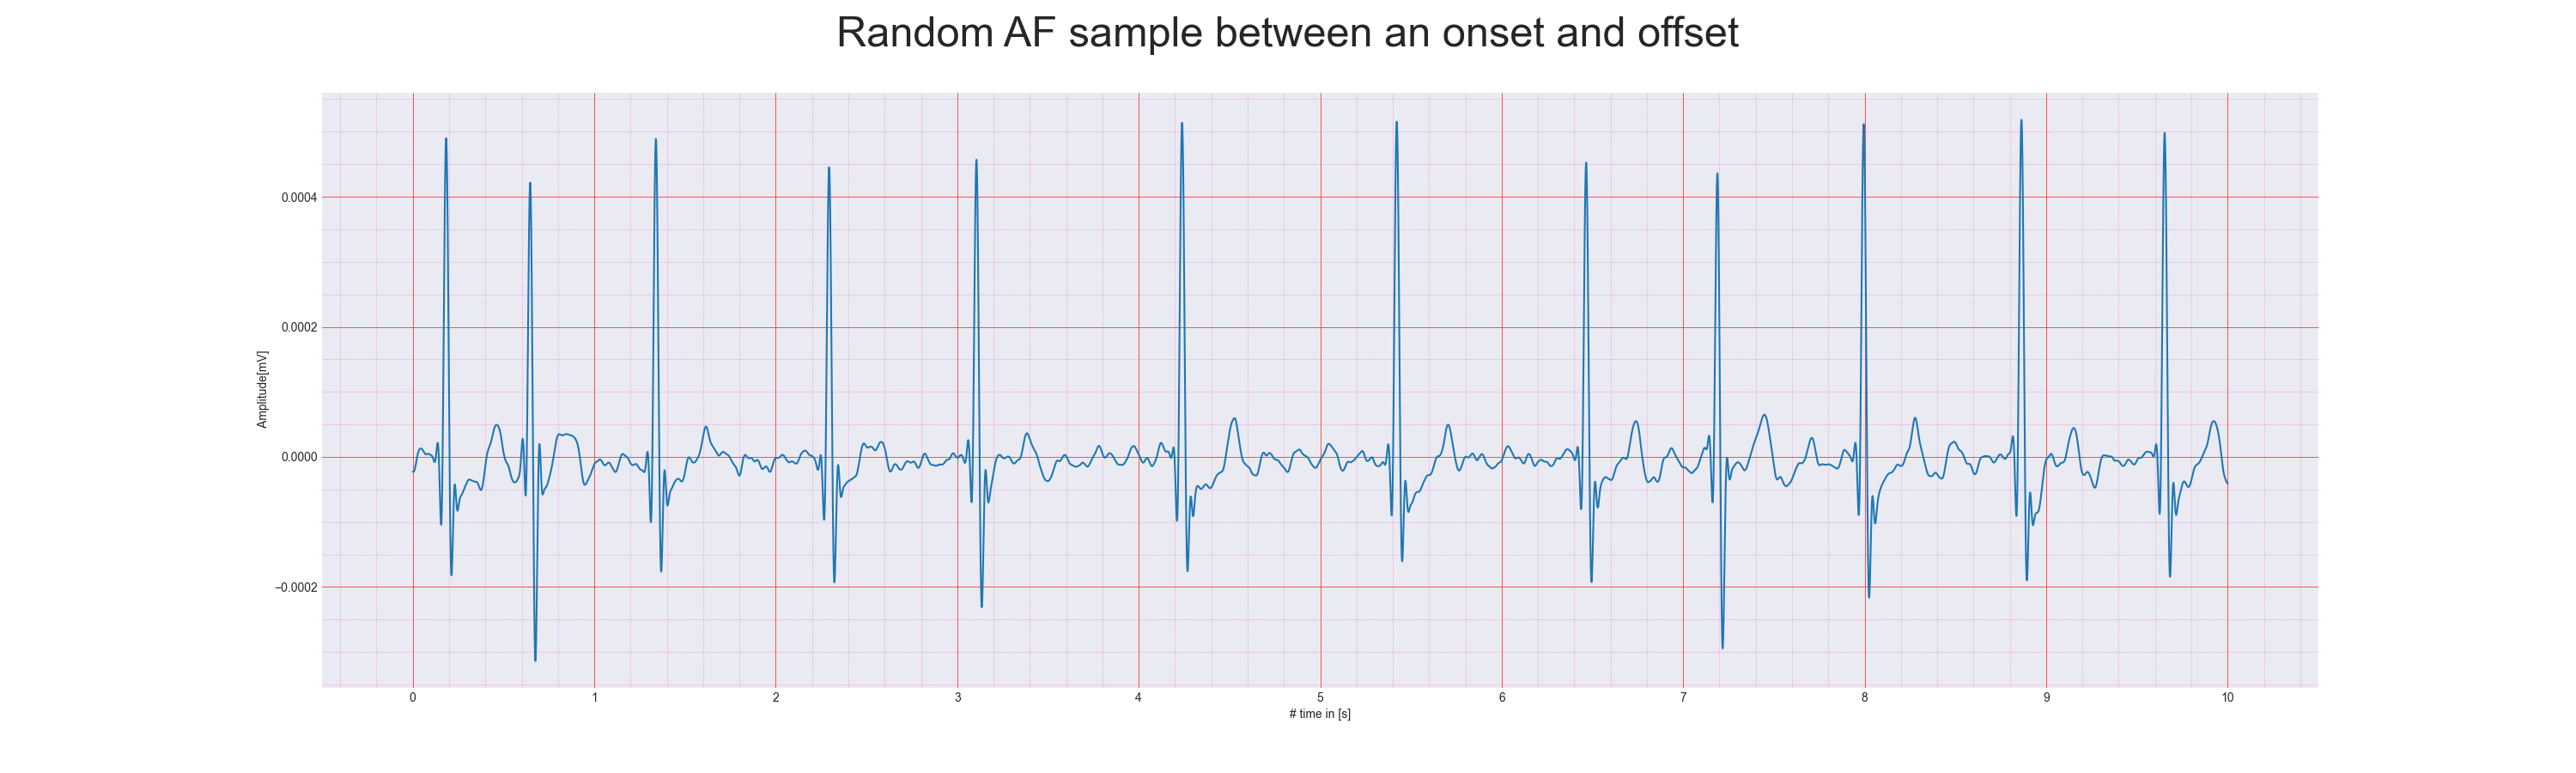 Random AF sample between an onset and offset
0.0004
0.0002
0.0000
−0.0002
Amplitude[mV]
0 1 2 3 4 5 6 7 8 9 10
# time in [s]